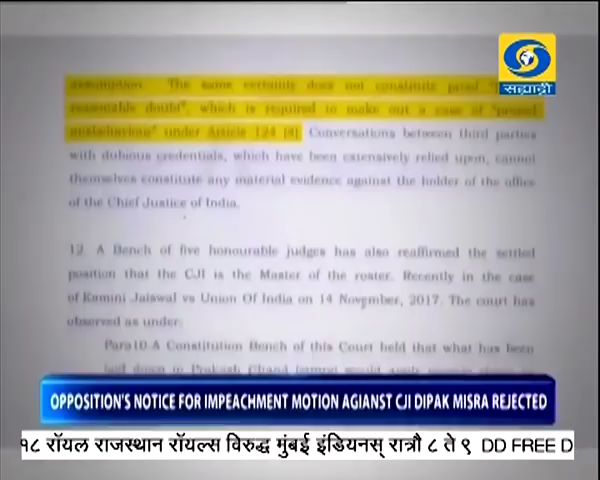 सह्याद्री
assumption. The same certainly does not constitute proof
reasonable doubt", which is required to make out a case of "proved
misbehaviour" under Article 124 (4). Conversations between third parties
with dubious credentials, which have been extensively relied upon, cannot
themselves constitute any material evidence against the holder of the office
of the Chief Justice of India.
12. A Bench of five honourable judges has also reaffirmed the settled
position that the CJI is the Master of the roster. Recently in the case
of Kamini Jaiswal vs Union Of India on 14 November, 2017. The court has
observed as under.
Para10.A Constitution Bench of this Court held that what has been
laid down in Prakash Chand
OPPOSITION'S NOTICE FOR IMPEACHMENT MOTION AGIANST CJI DIPAK MISRA REJECTED
१८ रॉयल राजस्थान रॉयल्स विरुद्ध मुंबई इंडियनस् रात्रौ ८ ते ९ DD FREE D